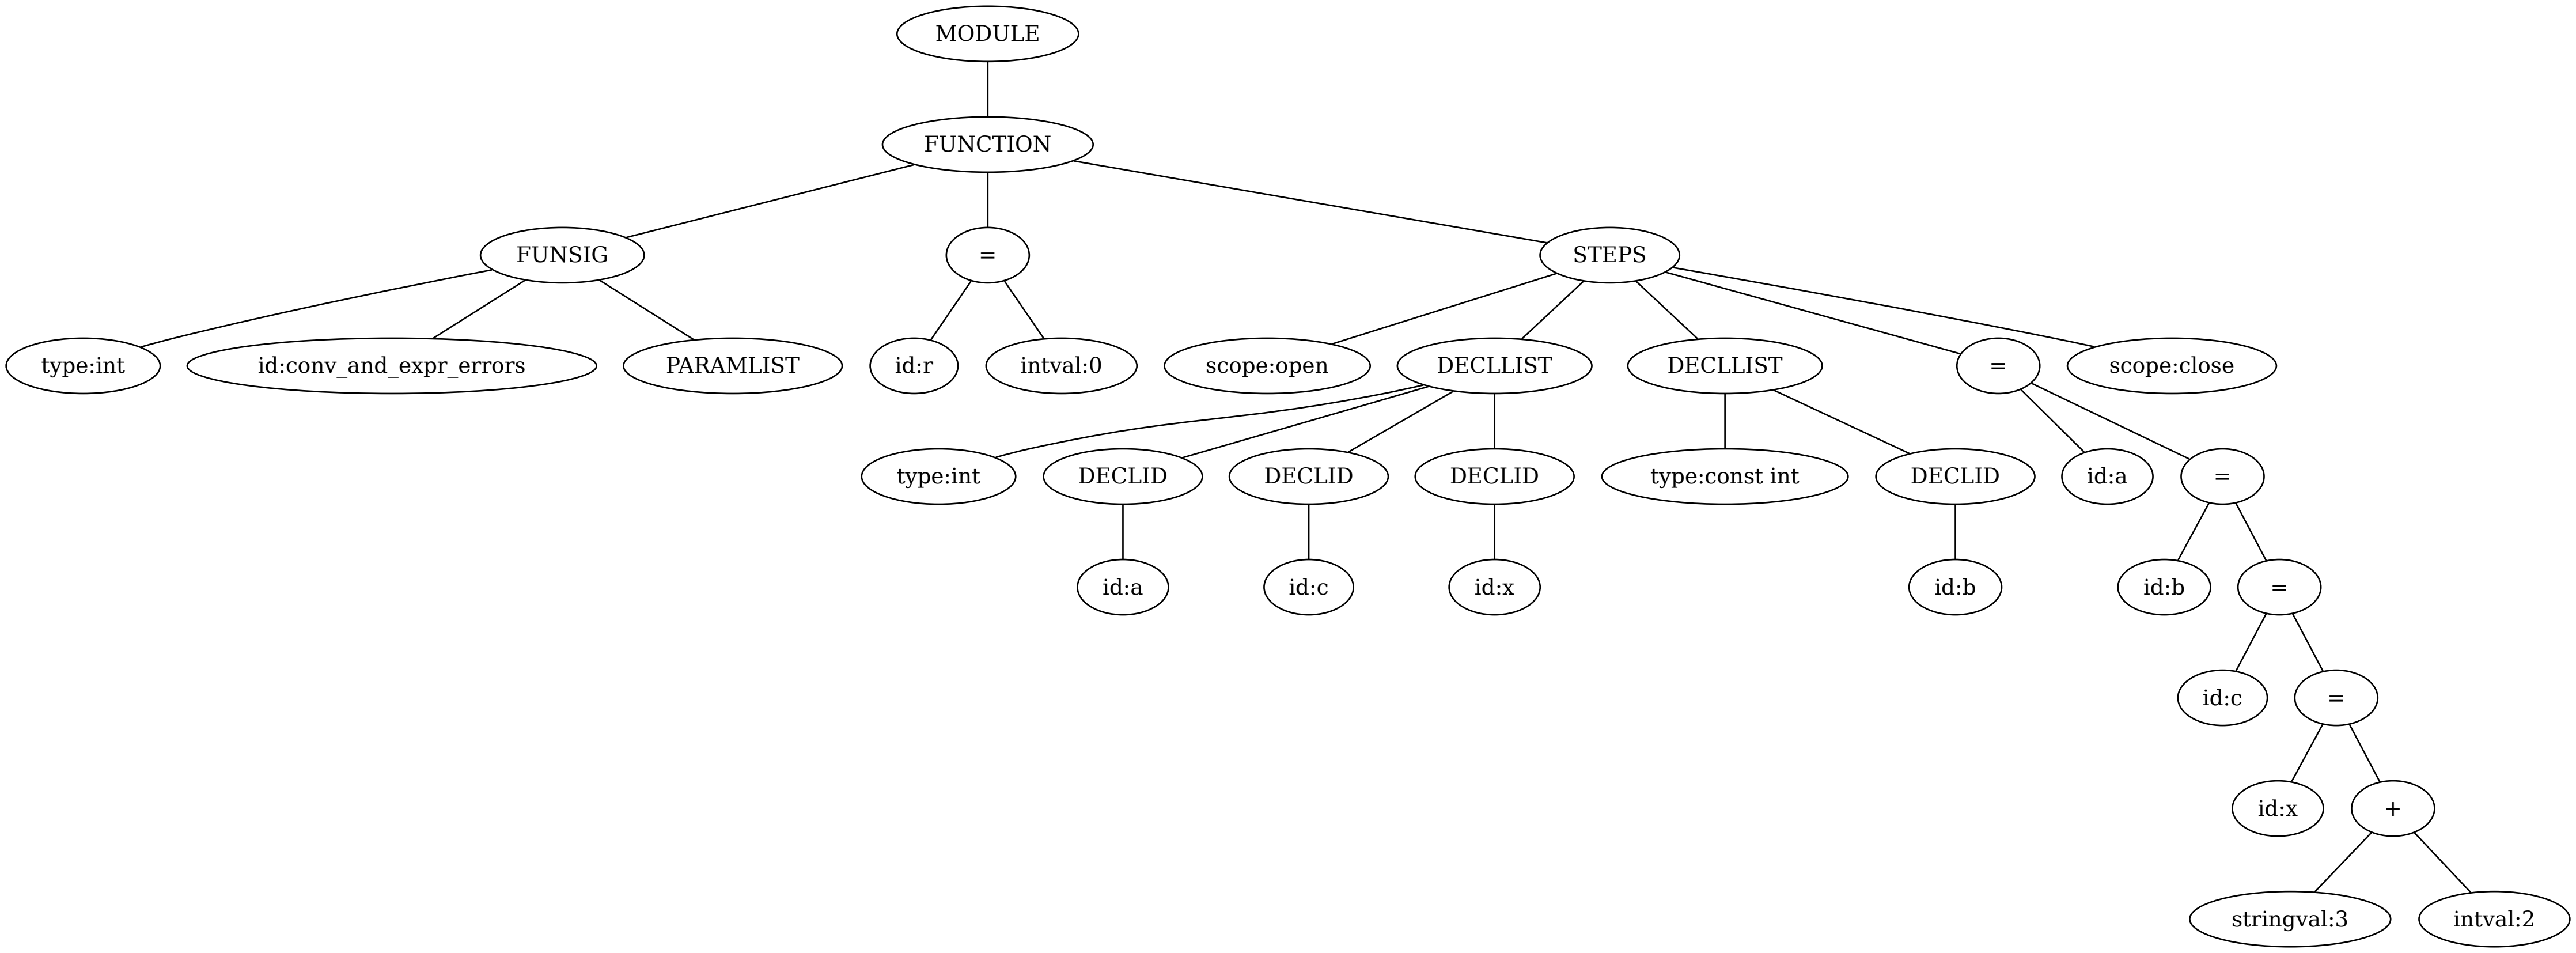 MODULE
FUNCTION
FUNSIG = STEPS
type:int id:conv_and_expr_errors PARAMLIST id:r intval:0 scope:open DECLLIST DECLLIST = scope:close
type:int DECLID DECLID DECLID type:const int DECLID id:a =
id:a id:c id:x id:b id:b =
id:c =
id:x +
stringval:3 intval:2